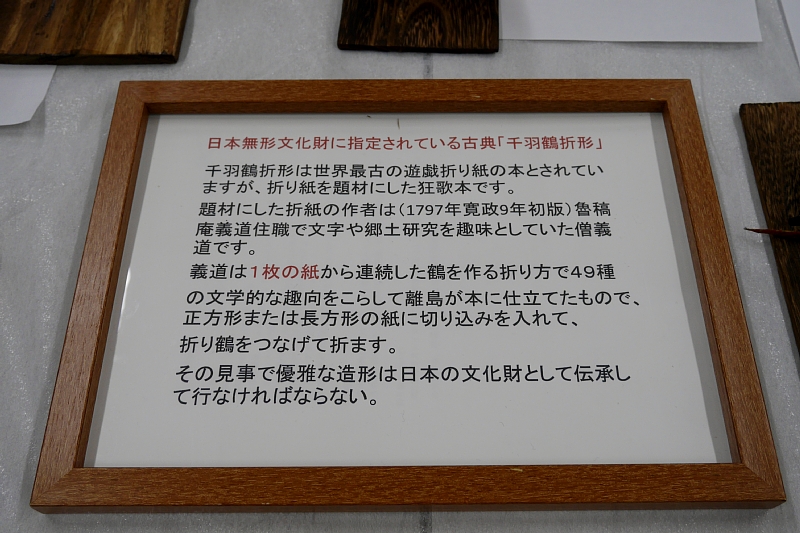 日本無形文化財に指定されている古典「千羽鶴折形」
千羽鶴折形は世界最古の遊戯折り紙の本とされてい
ますが、折り紙を題材にした狂歌本です。
題材にした折紙の作者は（1797年寛政9年初版）魯稿
庵義道住職で文字や郷土研究を趣味としていた僧義
道です。
義道は１枚の紙から連続した鶴を作る折り方で４９種
の文学的な趣向をこらして離島が本に仕立てたもので、
正方形または長方形の紙に切り込みを入れて、
折り鶴をつなげて折ます。
その見事で優雅な造形は日本の文化財として伝承し
て行なければならない。